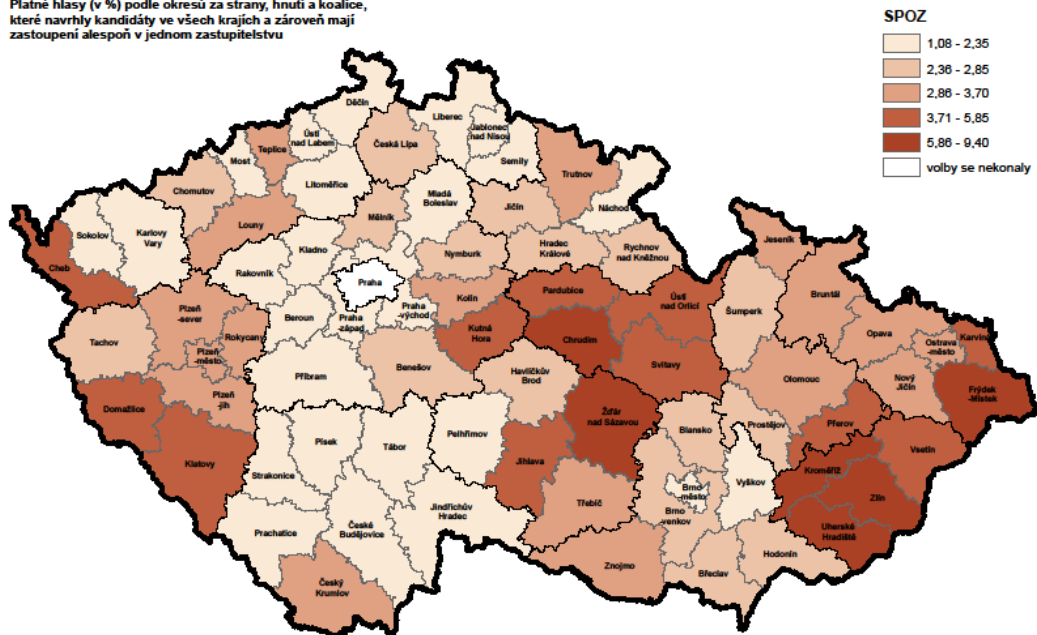 Platné hlasy (v %) podle okresů za strany, hnutí a koalice,
které navrhly kandidáty ve všech krajích a zároveň mají
zastoupení alespoň v jednom zastupitelstvu
SPOZ
1,08 - 2,35
2,36 - 2,85
2,86 - 3,70
3,71 - 5,85
5,86 - 9,40
volby se nekonaly
Děčín
Liberec
Jablonec
nad Nisou
Ústí
nad Labem
Teplice
Česká Lípa
Most
Semily
Trutnov
Litoměřice
Chomutov
Mladá
Boleslav
Jičín
Náchod
Mělník
Louny
Sokolov
Karlovy
Vary
Jeseník
Kladno
Hradec
Králové
Rychnov
nad Kněžnou
Nymburk
Cheb
Rakovník
Praha
Bruntál
Pardubice
Ústí
nad Orlicí
Kolín
Plzeň
-sever
Šumperk
Praha
-východ
Beroun
Praha
-západ
Opava
Rokycany
Kutná
Hora
Karviná
Chrudim
Ostrava
-město
Tachov
Plzeň
-město
Svitavy
Benešov
Příbram
Havlíčkův
Brod
Olomouc
Nový
Jičín
Frýdek
-Místek
Plzeň
-jih
Domažlice
Žďár
nad Sázavou
Přerov
Prostějov
Blansko
Písek
Tábor
Pelhřimov
Vsetín
Klatovy
Jihlava
Kroměříž
Strakonice
Vyškov
Zlín
Brno
-město
Třebíč
Jindřichův
Hradec
Brno
-venkov
Uherské
Hradiště
Prachatice
České
Budějovice
Hodonín
Znojmo
Břeclav
Český
Krumlov